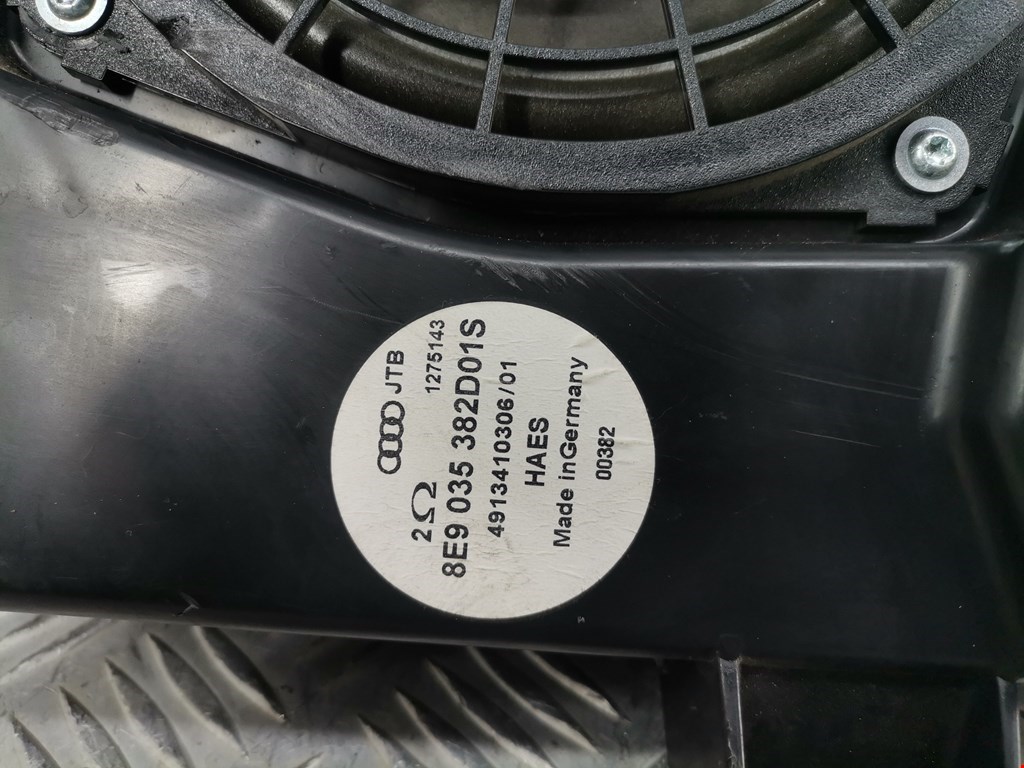 JTB
1275143
2Ω
8E9 035 382D01S
4913410306/01
HAES
Made inGermany
00382